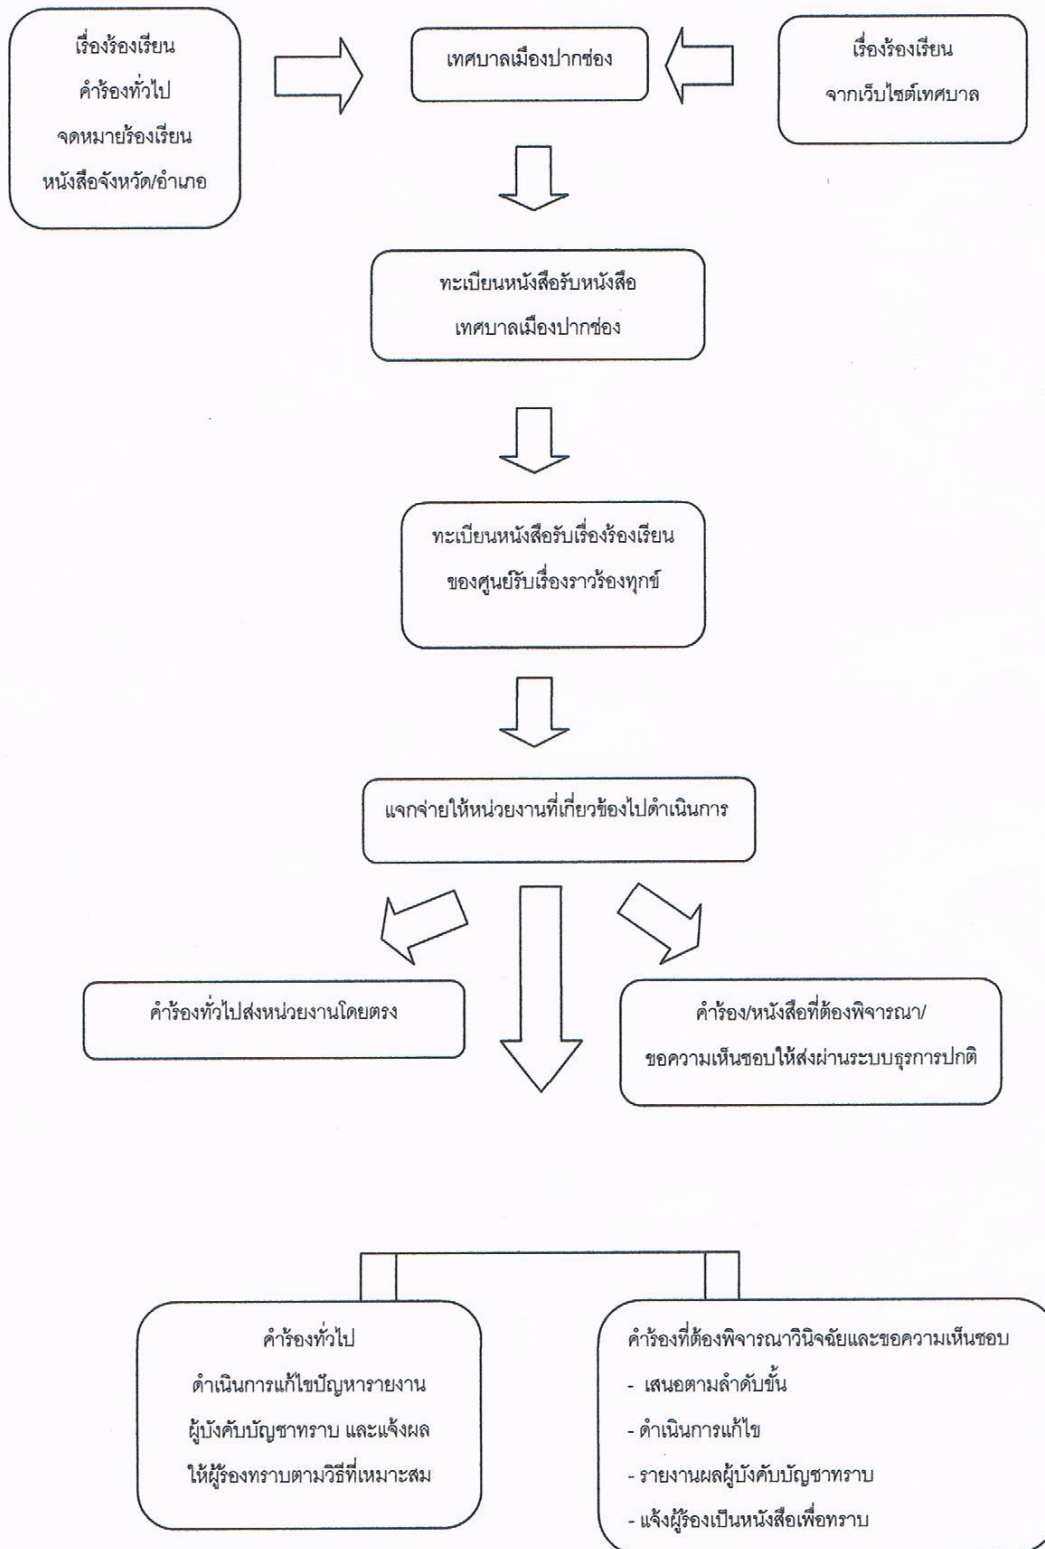 เรื่องร้องเรียน
คำร้องทั่วไป
จดหมายร้องเรียน
หนังสือจังหวัด/อำเภอ
เทศบาลเมืองปากช่อง
เรื่องร้องเรียน
จากเว็บไซต์เทศบาล
ทะเบียนหนังสือรับหนังสือ
เทศบาลเมืองปากช่อง
ทะเบียนหนังสือรับเรื่องร้องเรียน
ของศูนย์รับเรื่องราวร้องทุกข์
แจกจ่ายให้หน่วยงานที่เกี่ยวข้องไปดำเนินการ
คำร้องทั่วไปส่งหน่วยงานโดยตรง
คำร้อง/หนังสือที่ต้องพิจารณา/
ขอความเห็นชอบให้ส่งผ่านระบบธุรการปกติ
คำร้องทั่วไป
ดำเนินการแก้ไขปัญหารายงาน
ผู้บังคับบัญชาทราบ และแจ้งผล
ให้ผู้ร้องทราบตามวิธีที่เหมาะสม
คำร้องที่ต้องพิจารณาวินิจฉัยและขอความเห็นชอบ
- เสนอตามลำดับชั้น
- ดำเนินการแก้ไข
- รายงานผลผู้บังคับบัญชาทราบ
- แจ้งผู้ร้องเป็นหนังสือเพื่อทราบ